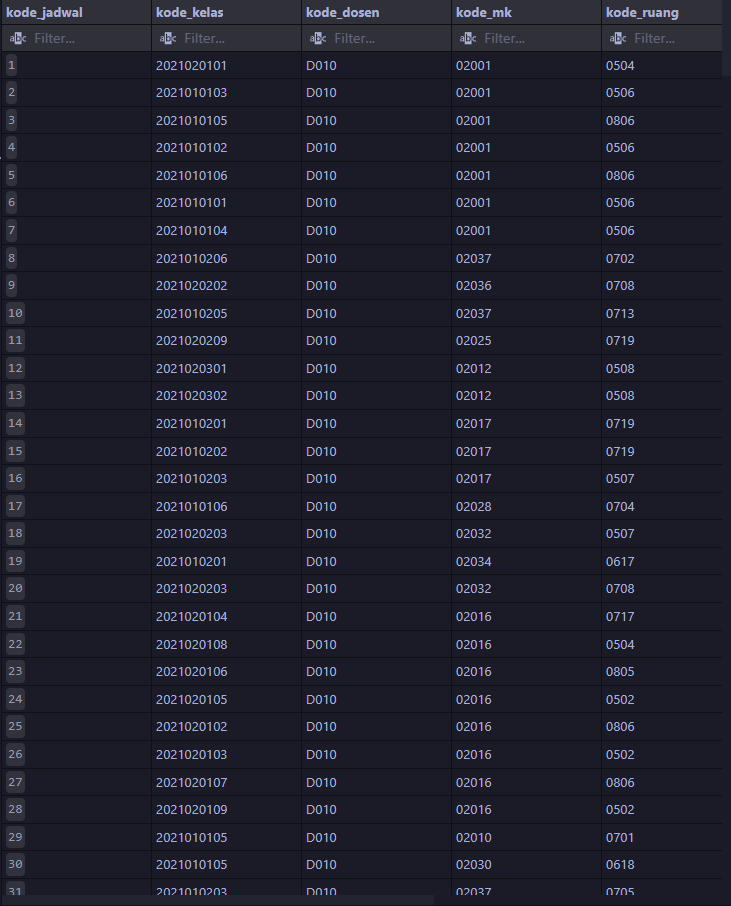 kode_jadwal kode_kelas kode_dosen kode_mk kode_ruang
abc Filter... abc Filter... abc Filter... abc Filter... abc Filter...
1 2021020101 D010 02001 0504
2 2021010103 D010 02001 0506
3 2021010105 D010 02001 0806
4 2021010102 D010 02001 0506
5 2021010106 D010 02001 0806
6 2021010101 D010 02001 0506
7 2021010104 D010 02001 0506
8 2021010206 D010 02037 0702
9 2021020202 D010 02036 0708
10 2021010205 D010 02037 0713
11 2021020209 D010 02025 0719
12 2021020301 D010 02012 0508
13 2021020302 D010 02012 0508
14 2021010201 D010 02017 0719
15 2021010202 D010 02017 0719
16 2021010203 D010 02017 0507
17 2021010106 D010 02028 0704
18 2021020203 D010 02032 0507
19 2021010201 D010 02034 0617
20 2021020203 D010 02032 0708
21 2021020104 D010 02016 0717
22 2021020108 D010 02016 0504
23 2021020106 D010 02016 0805
24 2021020105 D010 02016 0502
25 2021020102 D010 02016 0806
26 2021020103 D010 02016 0502
27 2021020107 D010 02016 0806
28 2021020109 D010 02016 0502
29 2021010105 D010 02010 0701
30 2021010105 D010 02030 0618
31 2021010203 D010 02037 0705